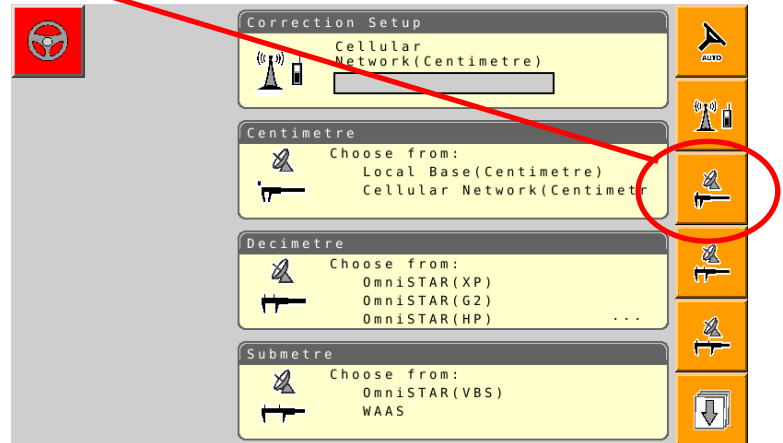 Correction Setup
Cellular
Network(Centimetre)
Centimetre
Choose from:
Local Base(Centimetre)
Cellular Network(Centimetr
Decimetre
Choose from:
OmniSTAR(XP)
OmniSTAR(G2)
OmniSTAR(HP) ...
Submetre
Choose from:
OmniSTAR(VBS)
WAAS
AUTO